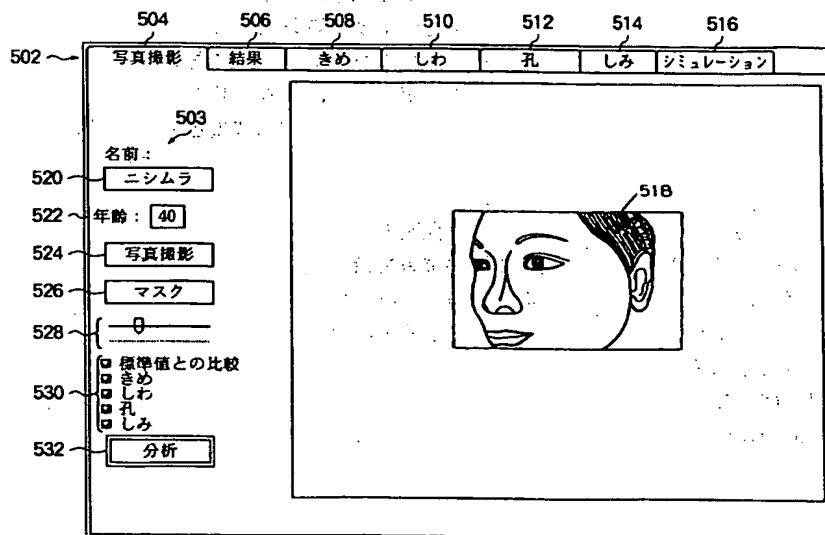 504 506 508 510 512 514 516
502 写真撮影 結果 きめ しわ 孔 しみ シミュレーション
503
名前:
520 ニシムラ
518
522 年齢: 40
524 写真撮影
526 マスク
528
標準値との比較
きめ
530 しわ
孔
しみ
532 分析